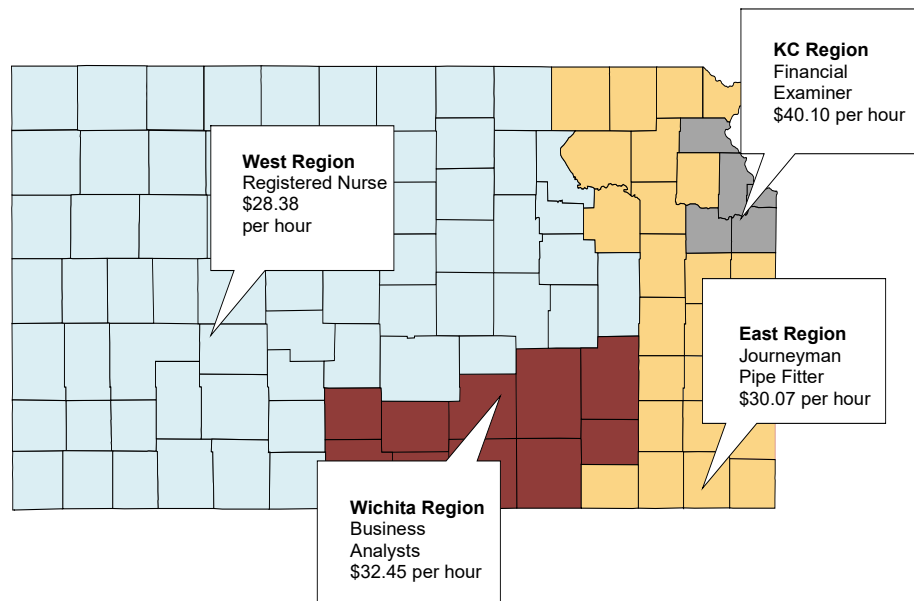 KC Region
Financial
Examiner
$40.10 per hour
West Region
Registered Nurse
$28.38
per hour
East Region
Journeyman
Pipe Fitter
$30.07 per hour
Wichita Region
Business
Analysts
$32.45 per hour